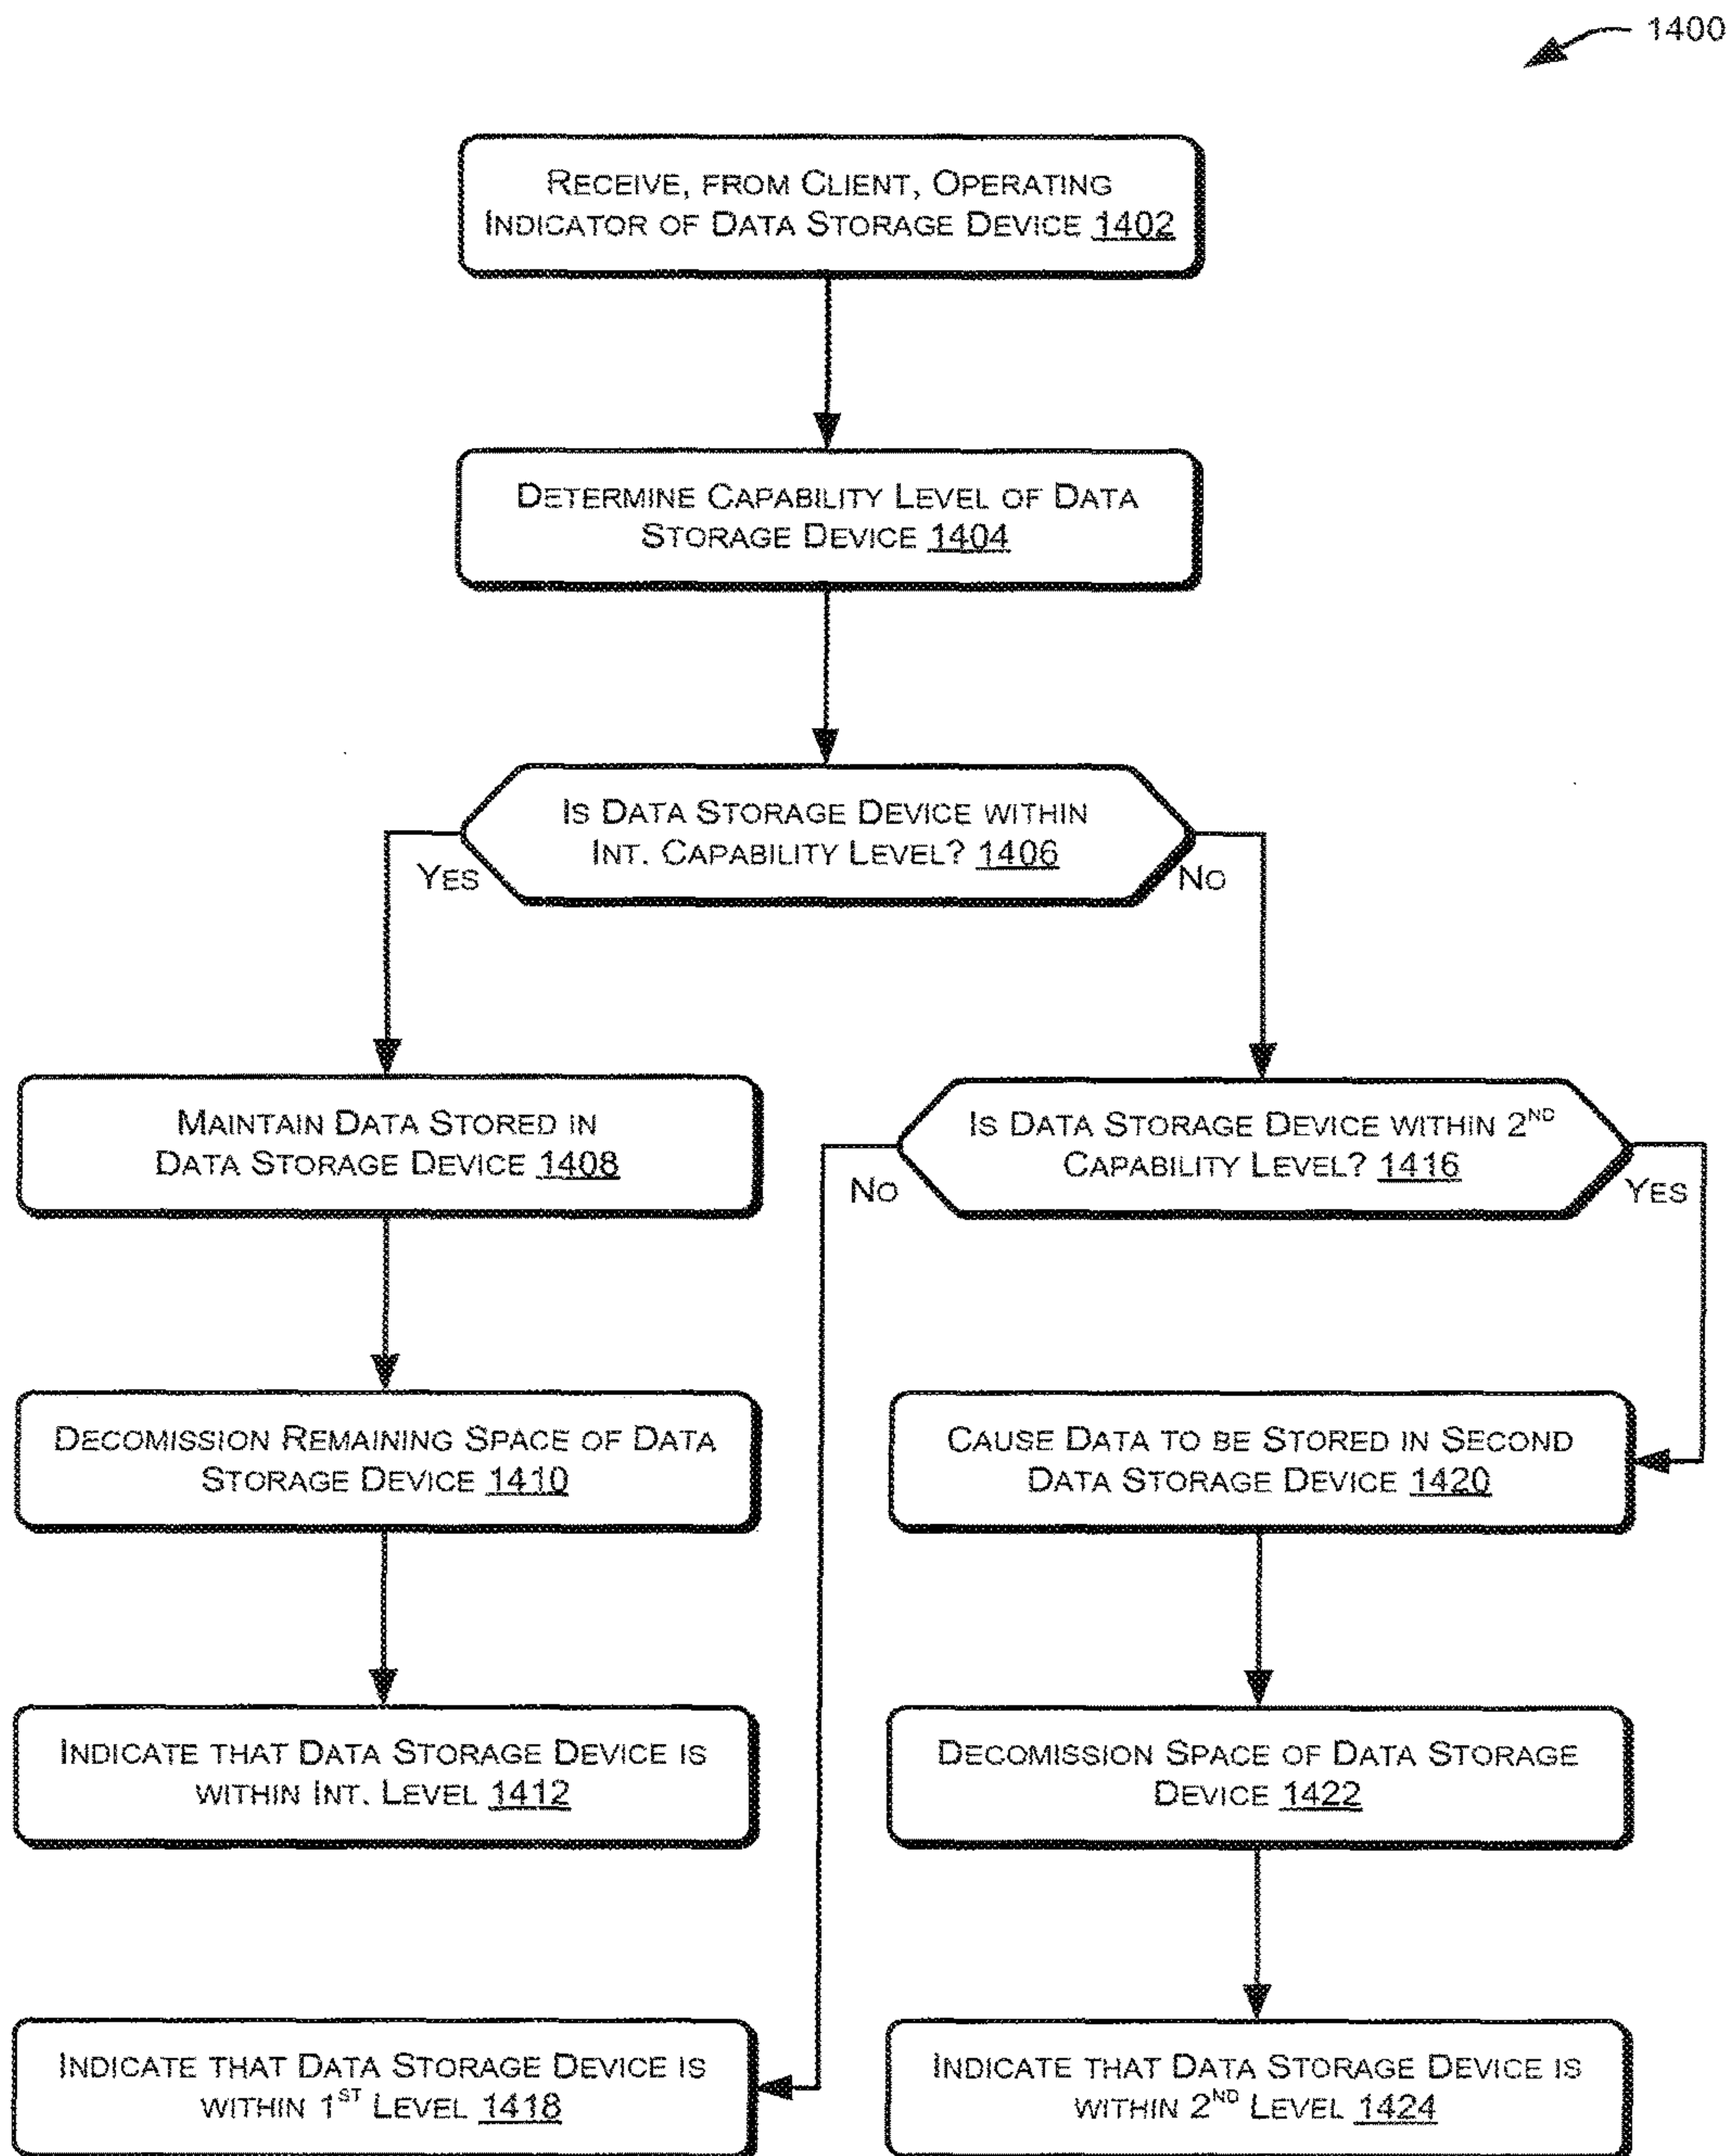 1400
RECEIVE, FROM CLIENT, OPERATING
INDICATOR OF DATA STORAGE DEVICE 1402
DETERMINE CAPABILITY LEVEL OF DATA
STORAGE DEVICE 1404
IS DATA STORAGE DEVICE WITHIN
INT. CAPABILITY LEVEL? 1406
YES
NO
MAINTAIN DATA STORED IN
DATA STORAGE DEVICE 1408
IS DATA STORAGE DEVICE WITHIN 2ND
CAPABILITY LEVEL? 1416
NO
YES
DECOMISSION REMAINING SPACE OF DATA
STORAGE DEVICE 1410
CAUSE DATA TO BE STORED IN SECOND
DATA STORAGE DEVICE 1420
INDICATE THAT DATA STORAGE DEVICE IS
WITHIN INT. LEVEL 1412
DECOMISSION SPACE OF DATA STORAGE
DEVICE 1422
INDICATE THAT DATA STORAGE DEVICE IS
WITHIN 1ST LEVEL 1418
INDICATE THAT DATA STORAGE DEVICE IS
WITHIN 2ND LEVEL 1424